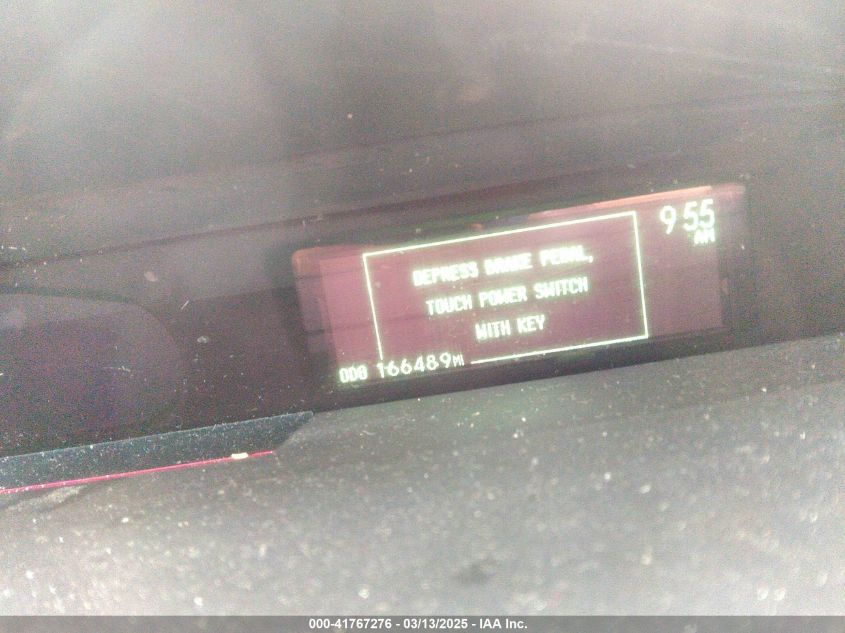 9:55
AM
DEPRESS BRAKE PEDAL,
TOUCH POWER SWITCH
WITH KEY
ODO 166489MI
000-41767276 - 03/13/2025 - IAA Inc.